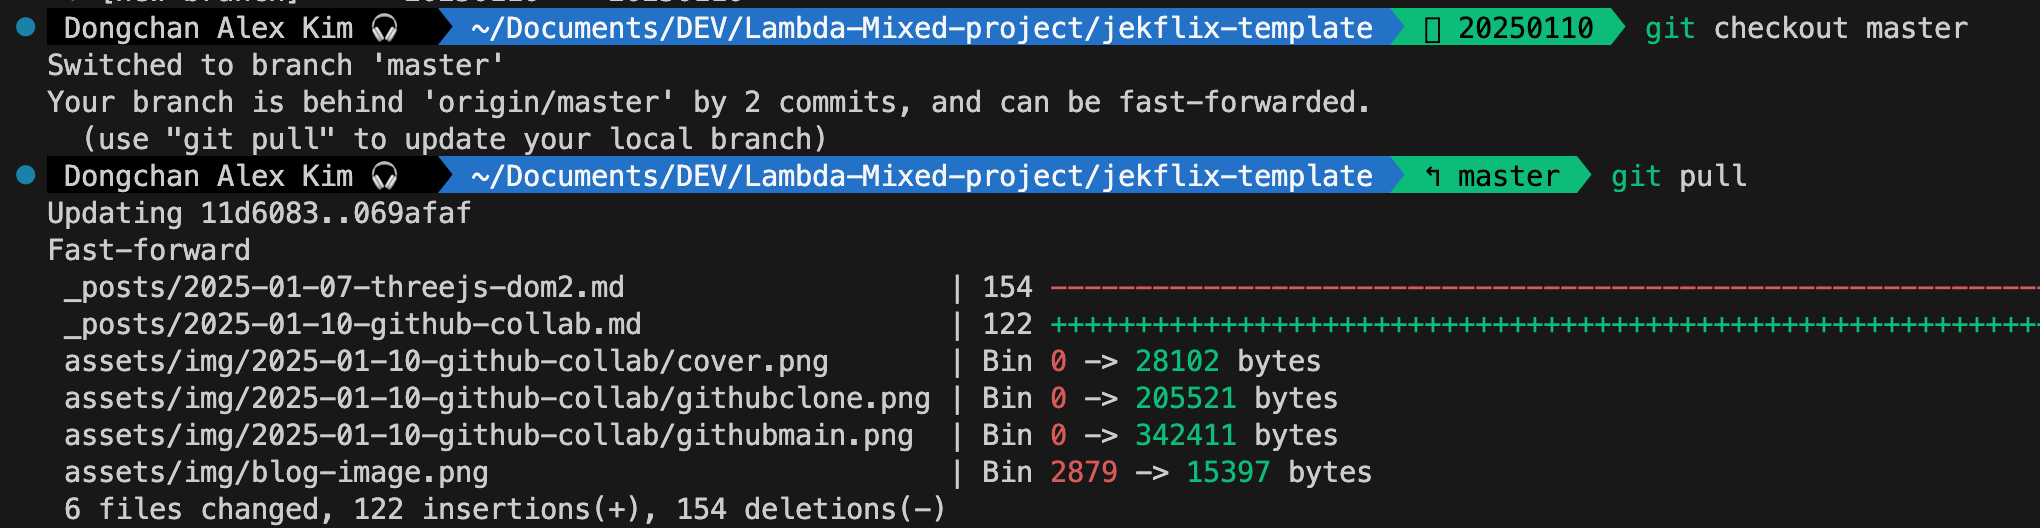 Dongchan Alex Kim 🎧 ~/Documents/DEV/Lambda-Mixed-project/jekflix-template 20250110 git checkout master
Switched to branch 'master'
Your branch is behind 'origin/master' by 2 commits, and can be fast-forwarded.
(use "git pull" to update your local branch)
Dongchan Alex Kim 🎧 ~/Documents/DEV/Lambda-Mixed-project/jekflix-template ↰ master git pull
Updating 11d6083..069afaf
Fast-forward
_posts/2025-01-07-threejs-dom2.md | 154 ----------------------------------------------------------
_posts/2025-01-10-github-collab.md | 122 ++++++++++++++++++++++++++++++++++++++++++++++++++++++++++
assets/img/2025-01-10-github-collab/cover.png | Bin 0 -> 28102 bytes
assets/img/2025-01-10-github-collab/githubclone.png | Bin 0 -> 205521 bytes
assets/img/2025-01-10-github-collab/githubmain.png | Bin 0 -> 342411 bytes
assets/img/blog-image.png | Bin 2879 -> 15397 bytes
6 files changed, 122 insertions(+), 154 deletions(-)